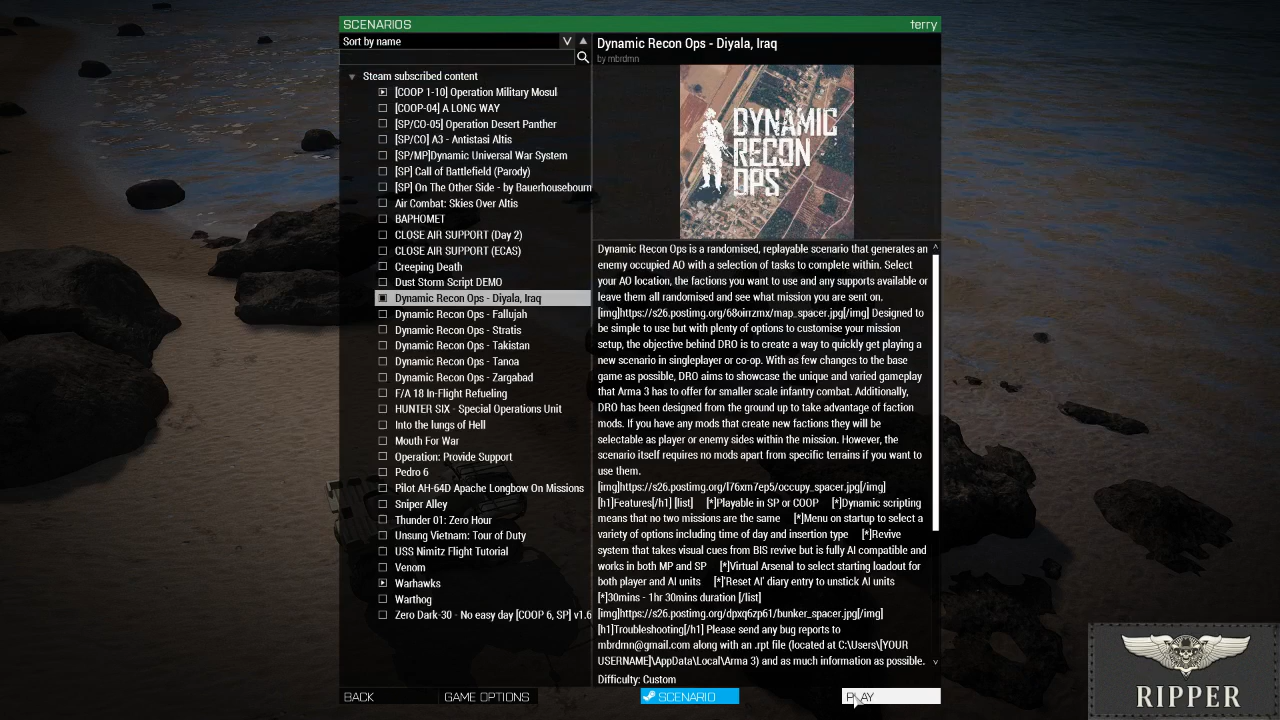 SCENARIOS
terry
Sort by name
V
Steam subscribed content
[COOP 1-10] Operation Military Mosul
[COOP-04] A LONG WAY
[SP/CO-05] Operation Desert Panther
[SP/CO] A3 - Antistasi Altis
[SP/MP]Dynamic Universal War System
[SP] Call of Battlefield (Parody)
[SP] On The Other Side - by Bauerhousebourn
Air Combat: Skies Over Altis
BAPHOMET
CLOSE AIR SUPPORT (Day 2)
CLOSE AIR SUPPORT (ECAS)
Creeping Death
Dust Storm Script DEMO
Dynamic Recon Ops - Diyala, Iraq
Dynamic Recon Ops - Fallujah
Dynamic Recon Ops - Stratis
Dynamic Recon Ops - Takistan
Dynamic Recon Ops - Tanoa
Dynamic Recon Ops - Zargabad
F/A 18 In-Flight Refueling
HUNTER SIX - Special Operations Unit
Into the lungs of Hell
Mouth For War
Operation: Provide Support
Pedro 6
Pilot AH-64D Apache Longbow On Missions
Sniper Alley
Thunder 01: Zero Hour
Unsung Vietnam: Tour of Duty
USS Nimitz Flight Tutorial
Venom
Warhawks
Warthog
Zero Dark-30 - No easy day [COOP 6, SP] v1.6
Dynamic Recon Ops - Diyala, Iraq
by mbrdmn
DYNAMIC
RECON
OPS
Dynamic Recon Ops is a randomised, replayable scenario that generates an
enemy occupied AO with a selection of tasks to complete within. Select
your AO location, the factions you want to use and any supports available or
leave them all randomised and see what mission you are sent on.
[img]https://s26.postimg.org/68oirrzmx/map_spacer.jpg[/img] Designed to
be simple to use but with plenty of options to customise your mission
setup, the objective behind DRO is to create a way to quickly get playing a
new scenario in singleplayer or co-op. With as few changes to the base
game as possible, DRO aims to showcase the unique and varied gameplay
that Arma 3 has to offer for smaller scale infantry combat. Additionally,
DRO has been designed from the ground up to take advantage of faction
mods. If you have any mods that create new factions they will be
selectable as player or enemy sides within the mission. However, the
scenario itself requires no mods apart from specific terrains if you want to
use them.
[img]https://s26.postimg.org/l76xm7ep5/occupy_spacer.jpg[/img]
[h1]Features[/h1] [list] [*]Playable in SP or COOP [*]Dynamic scripting
means that no two missions are the same [*]Menu on startup to select a
variety of options including time of day and insertion type [*]Revive
system that takes visual cues from BIS revive but is fully AI compatible and
works in both MP and SP [*]Virtual Arsenal to select starting loadout for
both player and AI units [*]'Reset AI' diary entry to unstick AI units
[*]30mins - 1hr 30mins duration [/list]
[img]https://s26.postimg.org/dpxq6zp61/bunker_spacer.jpg[/img]
[h1]Troubleshooting[/h1] Please send any bug reports to
mbrdmn@gmail.com along with an .rpt file (located at C:\Users\[YOUR
USERNAME]\AppData\Local\Arma 3) and as much information as possible.
Difficulty: Custom
BACK
GAME OPTIONS
SCENARIO
PLAY
RIPPER